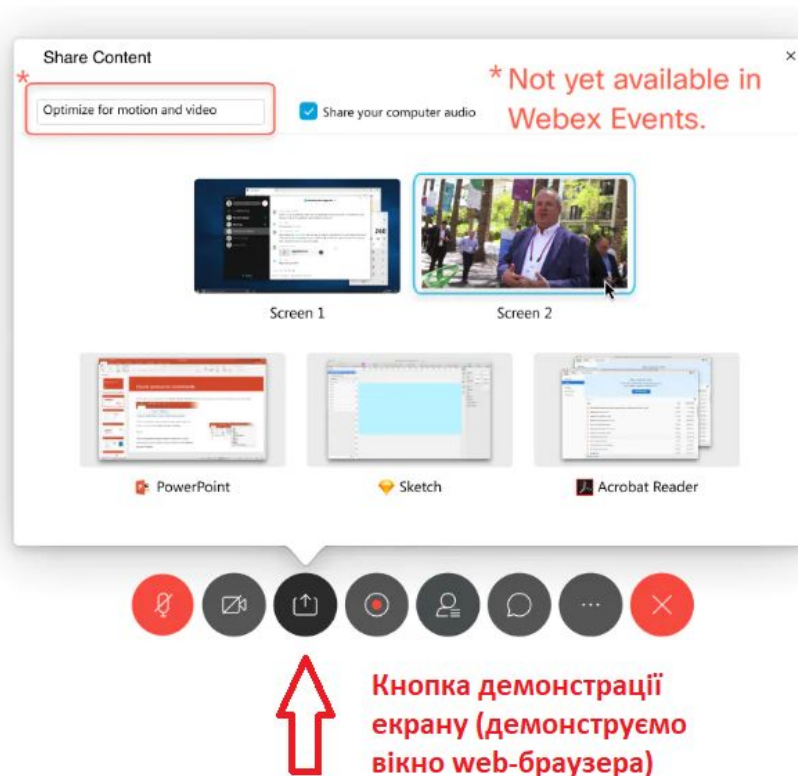 Share Content
*
* Not yet available in
Webex Events.
Optimize for motion and video
Share your computer audio
Screen 1
Screen 2
PowerPoint
Sketch
Acrobat Reader
Кнопка демонстрації
екрану (демонструємо
вікно web-браузера)